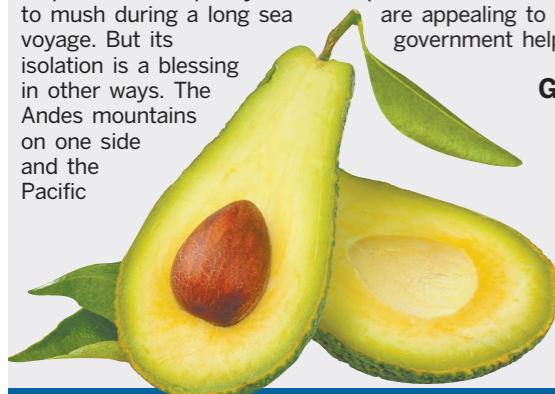 to mush during a long sea
voyage. But its
isolation is a blessing
in other ways. The
Andes mountains
on one side
and the
Pacific
are appealing to
government help
G